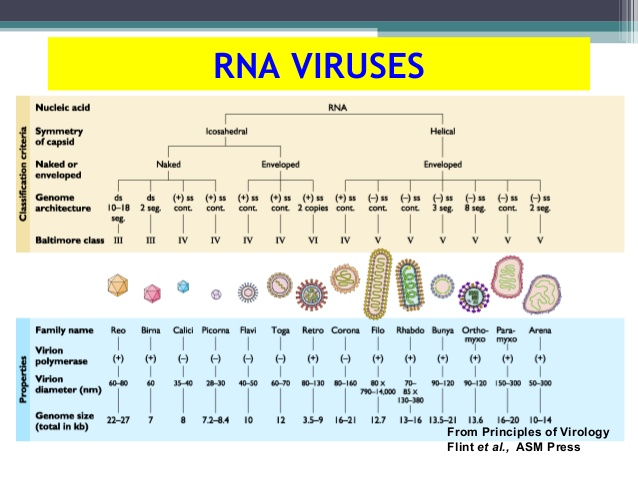 RNA VIRUSES
Classification criteria
Nucleic acid RNA
Symmetry of capsid Icosahedral Helical
Naked or enveloped Naked Enveloped Enveloped
Genome architecture ds 10–18 seg. ds 2 seg. (+) ss cont. (+) ss cont. (+) ss cont. (+) ss cont. (+) ss 2 copies (+) ss cont. (–) ss cont. (–) ss cont. (–) ss 3 seg. (–) ss 8 seg. (–) ss cont. (–) ss 2 seg.
Baltimore class III III IV IV IV IV VI IV V V V V V V
Properties
Family name Reo Birna Calici Picorna Flavi Toga Retro Corona Filo Rhabdo Bunya Ortho-myxo Para-myxo Arena
Virion polymerase (+) (+) (–) (–) (–) (–) (+) (–) (+) (+) (+) (+) (+) (+)
Virion diameter (nm) 60–80 60 35–40 28–30 40–50 60–70 80–130 80–160 80 x 790–14,000 70–85 x 130–380 90–120 90–120 150–300 50–300
Genome size (total in kb) 22–27 7 8 7.2–8.4 10 12 3.5–9 16–21 12.7 13–16 13.5–21 13.6 16–20 10–14
From Principles of Virology
Flint et al., ASM Press